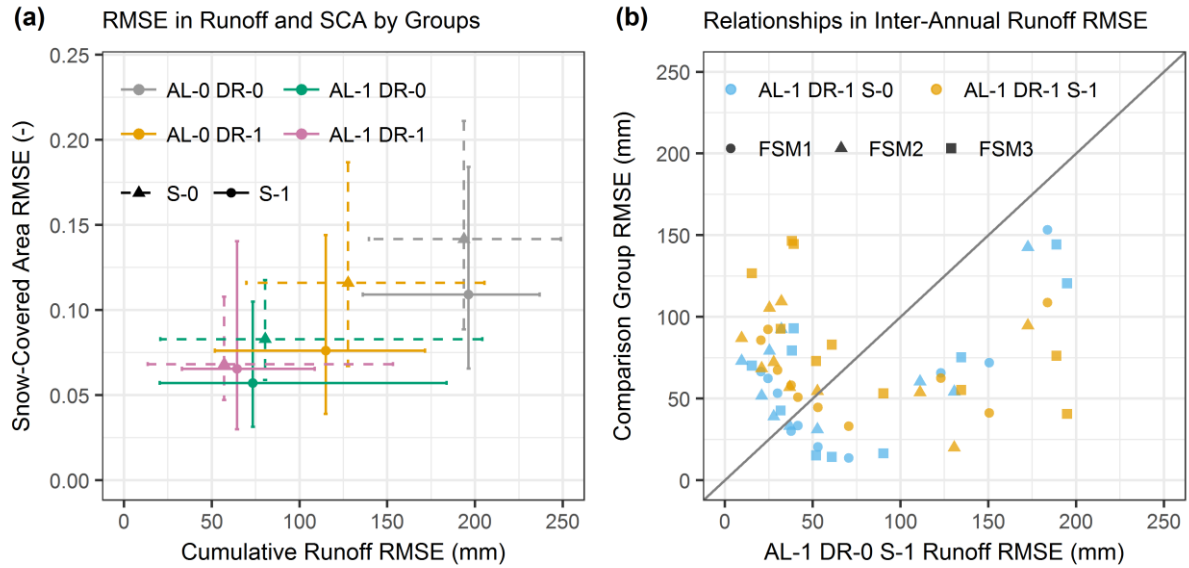 (a) RMSE in Runoff and SCA by Groups
Snow-Covered Area RMSE (-)
0.25
0.20
0.15
0.10
0.05
0.00
AL-0 DR-0 AL-1 DR-0
AL-0 DR-1 AL-1 DR-1
S-0 S-1
0 50 100 150 200 250
Cumulative Runoff RMSE (mm)
(b) Relationships in Inter-Annual Runoff RMSE
Comparison Group RMSE (mm)
250
200
150
100
50
0
AL-1 DR-1 S-0 AL-1 DR-1 S-1
FSM1 FSM2 FSM3
0 50 100 150 200 250
AL-1 DR-0 S-1 Runoff RMSE (mm)